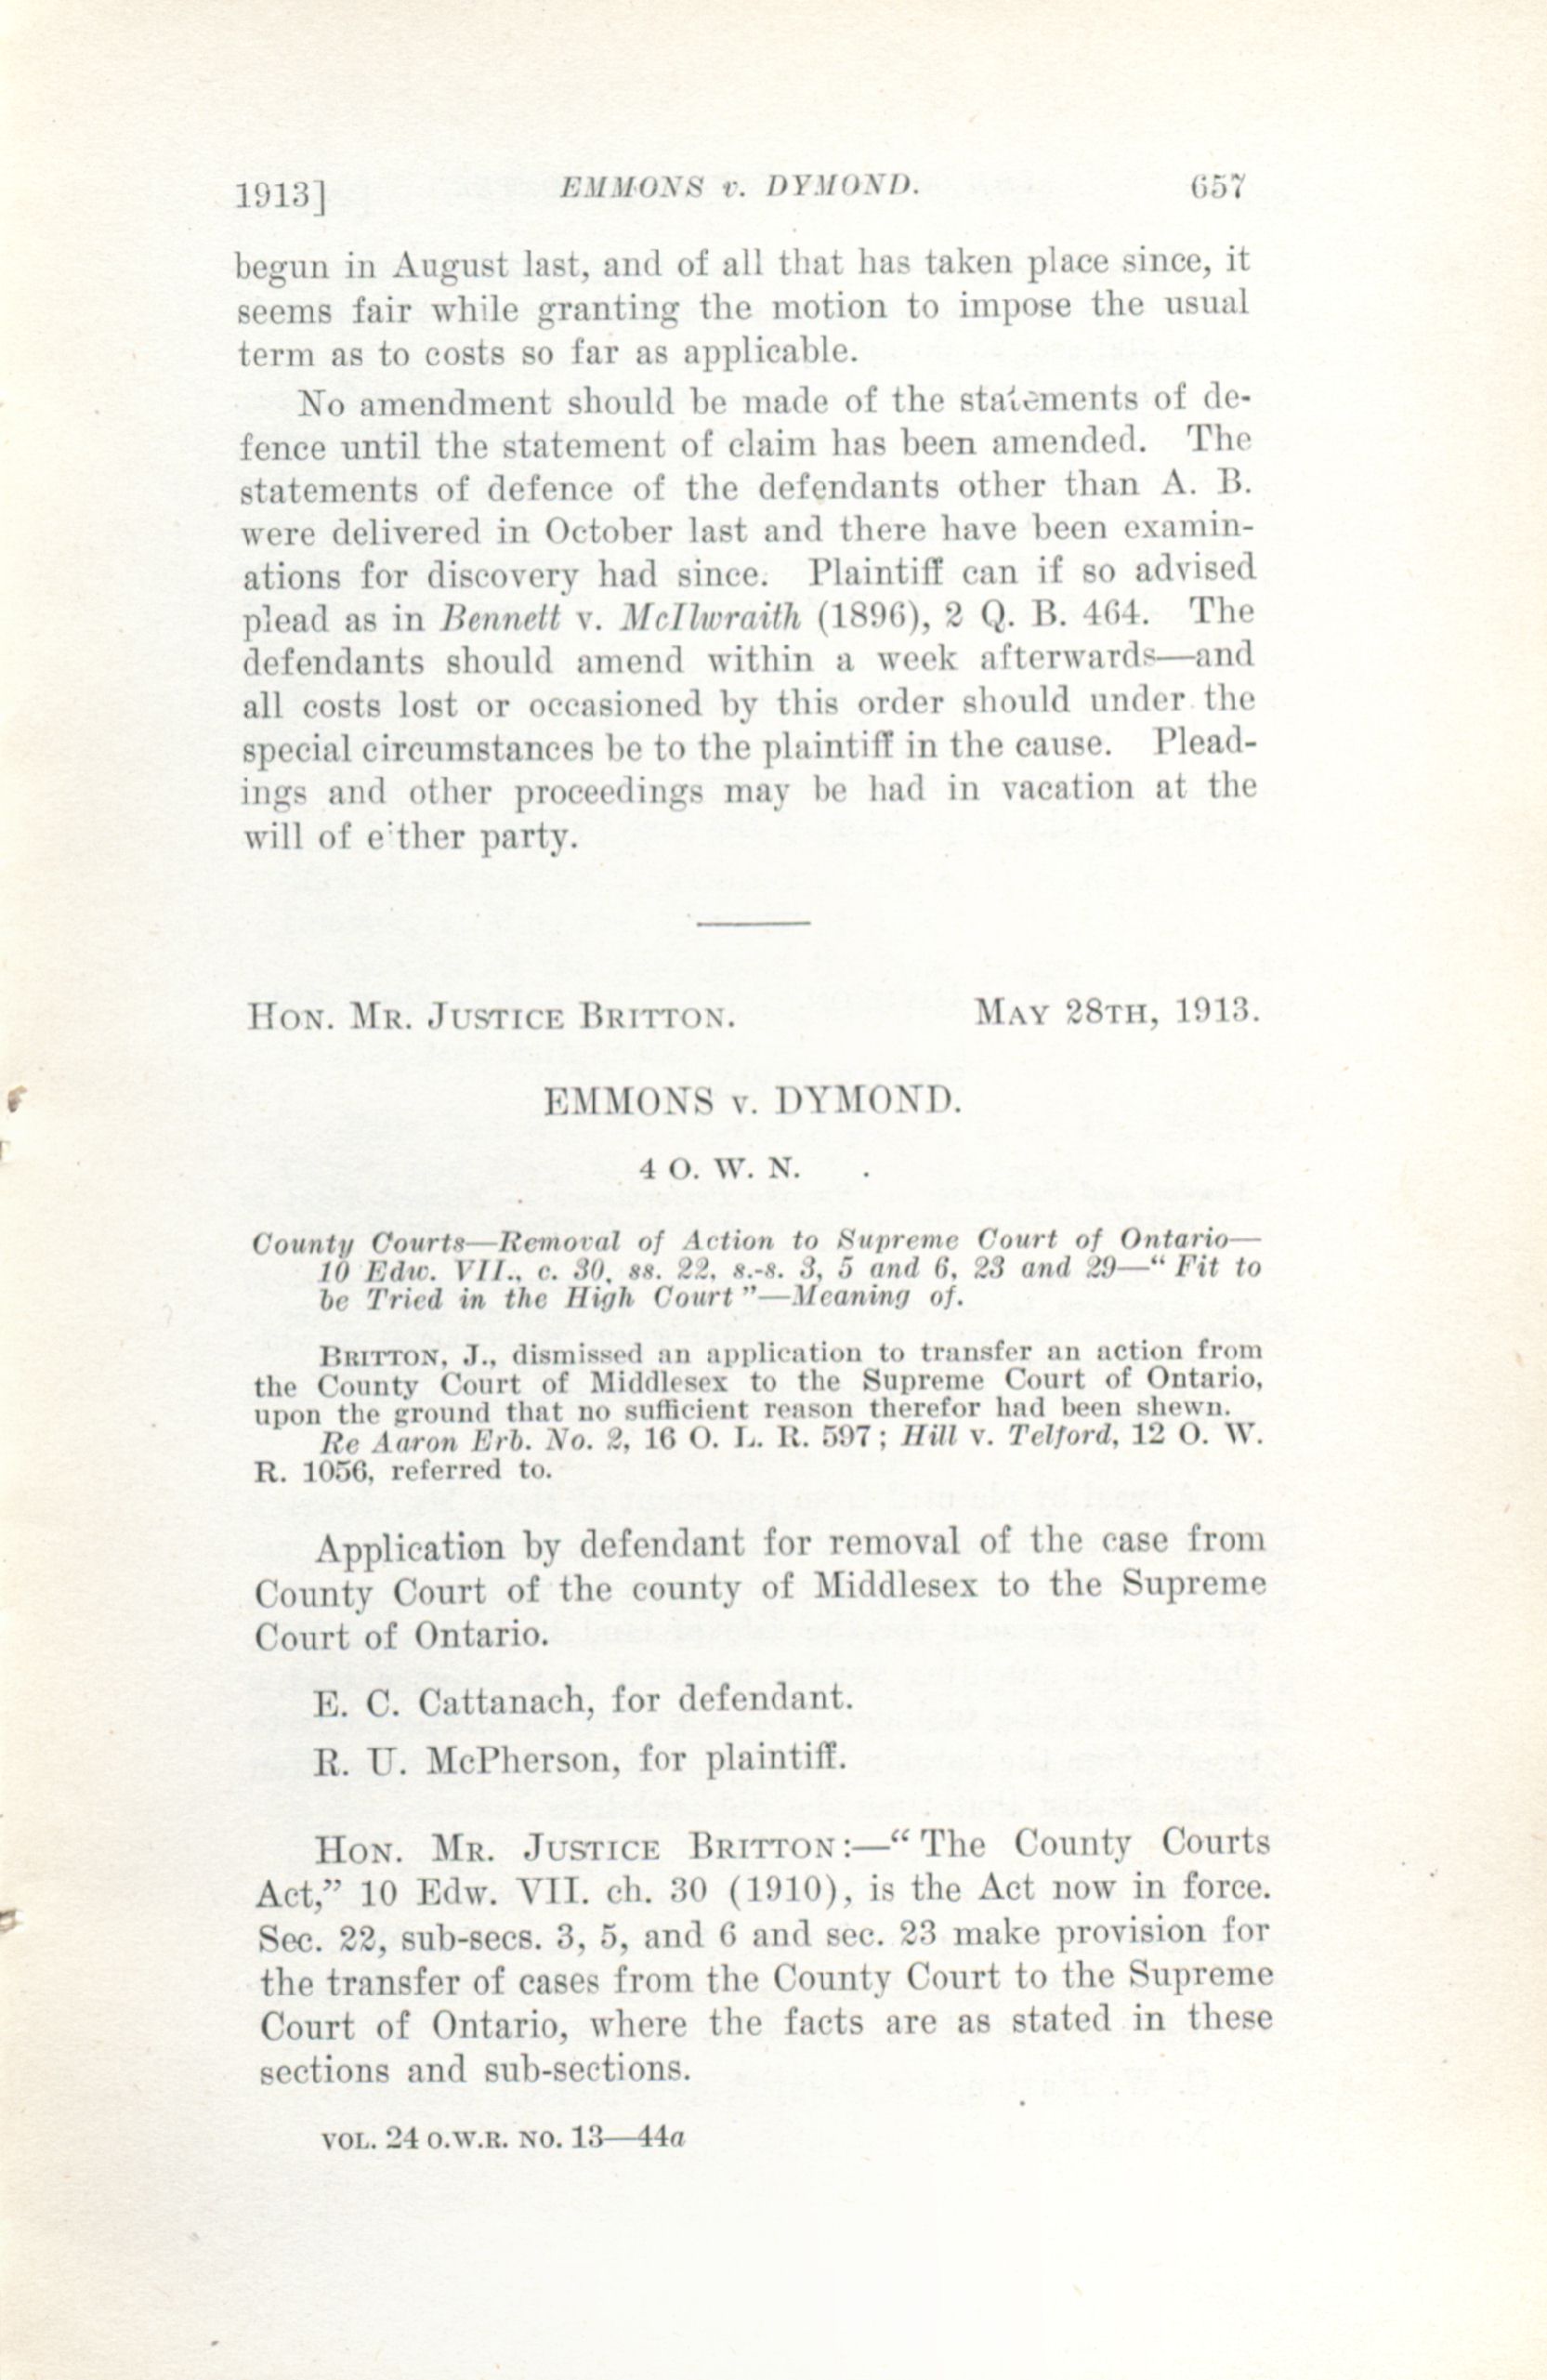 1913] EMMONS v. DYMOND. 657
begun in August last, and of all that has taken place since, it
seems fair while granting the motion to impose the usual
term as to costs so far as applicable.
No amendment should be made of the statements of de-
fence until the statement of claim has been amended. The
statements of defence of the defendants other than A. B.
were delivered in October last and there have been examin-
ations for discovery had since. Plaintiff can if so advised
plead as in Bennett v. McIlwraith (1896), 2 Q. B. 464. The
defendants should amend within a week afterwards—and
all costs lost or occasioned by this order should under the
special circumstances be to the plaintiff in the cause. Plead-
ings and other proceedings may be had in vacation at the
will of either party.
HON. MR. JUSTICE BRITTON. MAY 28TH, 1913.
EMMONS v. DYMOND.
4 O. W. N.
County Courts—Removal of Action to Supreme Court of Ontario—
10 Edw. VII., c. 30, ss. 22, s.-s. 3, 5 and 6, 23 and 29—“ Fit to
be Tried in the High Court ”—Meaning of.
BRITTON, J., dismissed an application to transfer an action from
the County Court of Middlesex to the Supreme Court of Ontario,
upon the ground that no sufficient reason therefor had been shewn.
Re Aaron Erb. No. 2, 16 O. L. R. 597; Hill v. Telford, 12 O. W.
R. 1056, referred to.
Application by defendant for removal of the case from
County Court of the county of Middlesex to the Supreme
Court of Ontario.
E. C. Cattanach, for defendant.
R. U. McPherson, for plaintiff.
HON. MR. JUSTICE BRITTON:—“ The County Courts
Act,” 10 Edw. VII. ch. 30 (1910), is the Act now in force.
Sec. 22, sub-secs. 3, 5, and 6 and sec. 23 make provision for
the transfer of cases from the County Court to the Supreme
Court of Ontario, where the facts are as stated in these
sections and sub-sections.
VOL. 24 O.W.R. NO. 13—44a